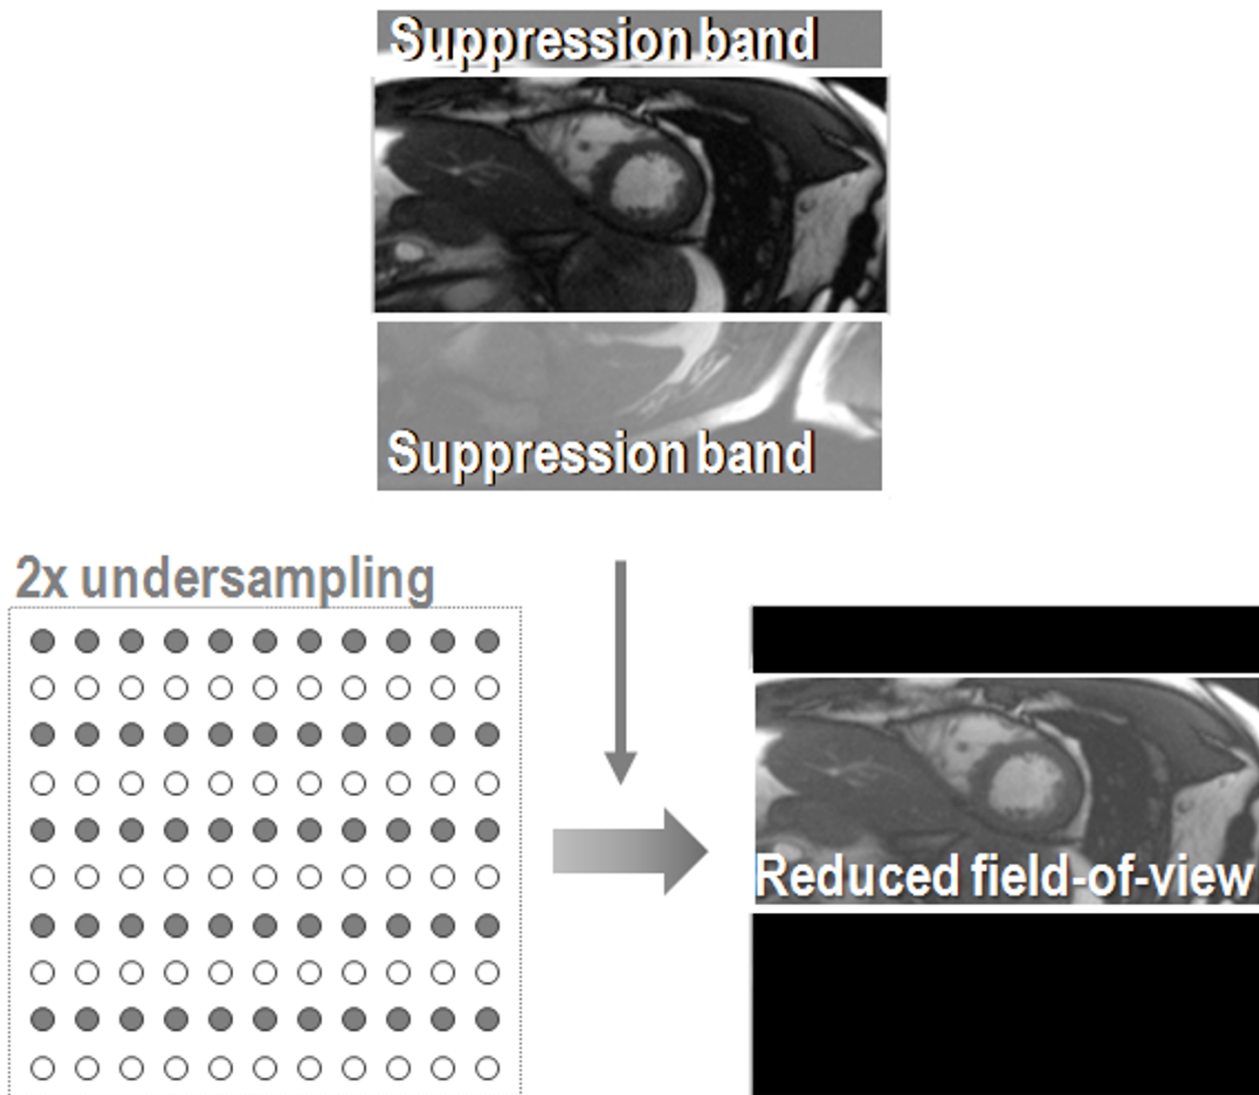 Suppression band
Suppression band
2x undersampling
Reduced field-of-view